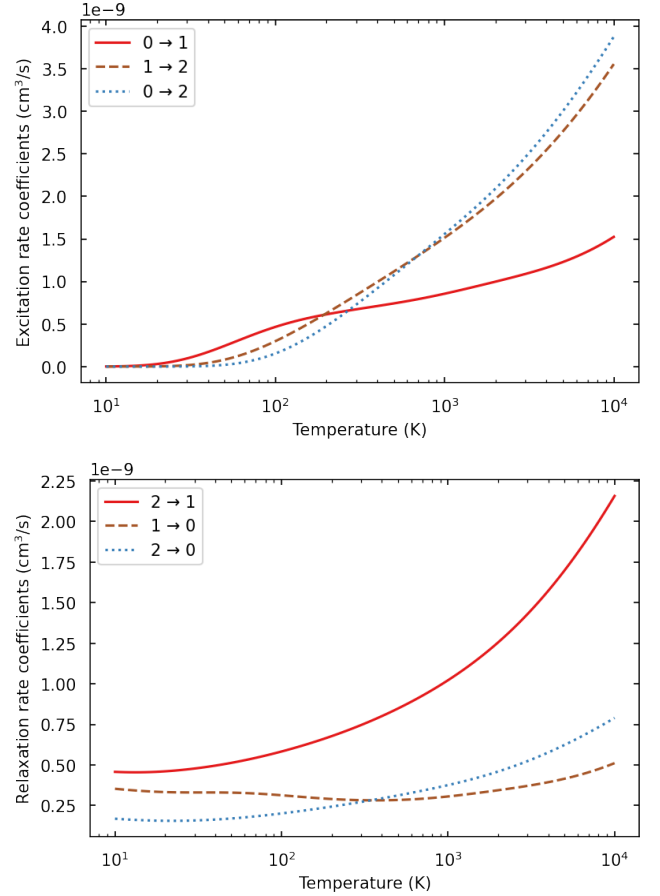 1e−9
4.0
3.5
3.0
2.5
2.0
1.5
1.0
0.5
0.0
Excitation rate coefficients (cm³/s)
0 → 1
1 → 2
0 → 2
10¹ 10² 10³ 10⁴
Temperature (K)
1e−9
2.25
2.00
1.75
1.50
1.25
1.00
0.75
0.50
0.25
Relaxation rate coefficients (cm³/s)
2 → 1
1 → 0
2 → 0
10¹ 10² 10³ 10⁴
Temperature (K)